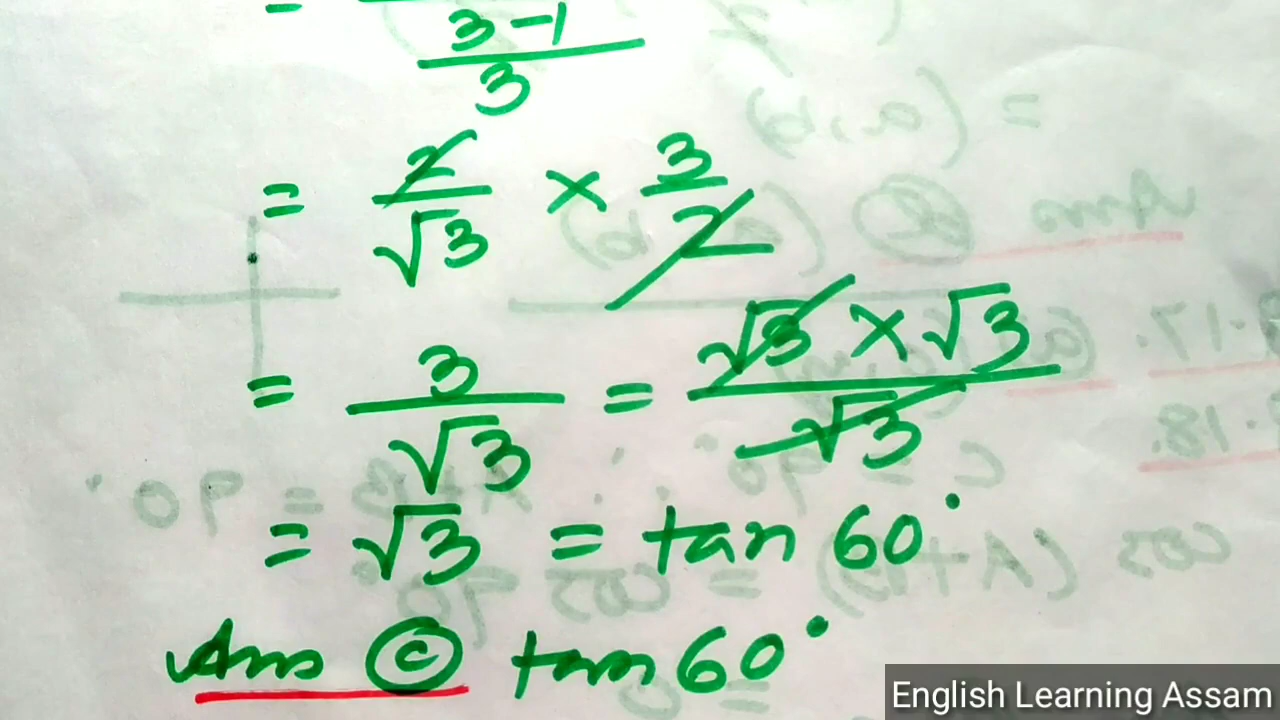 = 3-1
3
= 2/√3 × 3/2
= 3/√3 = √3 × √3/√3
= √3 = tan 60°
Ans (c) tan 60°
English Learning Assam